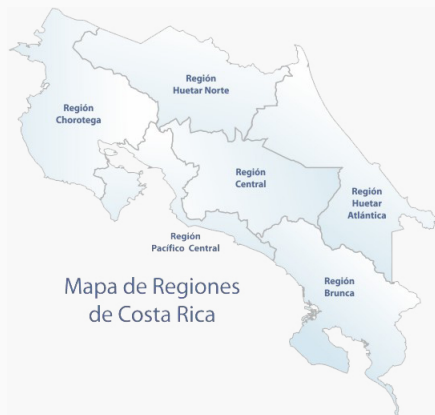 Región
Huetar Norte
Región
Chorotega
Región
Central
Región
Huetar
Atlántica
Región
Pacífico Central
Región
Brunca
Mapa de Regiones
de Costa Rica